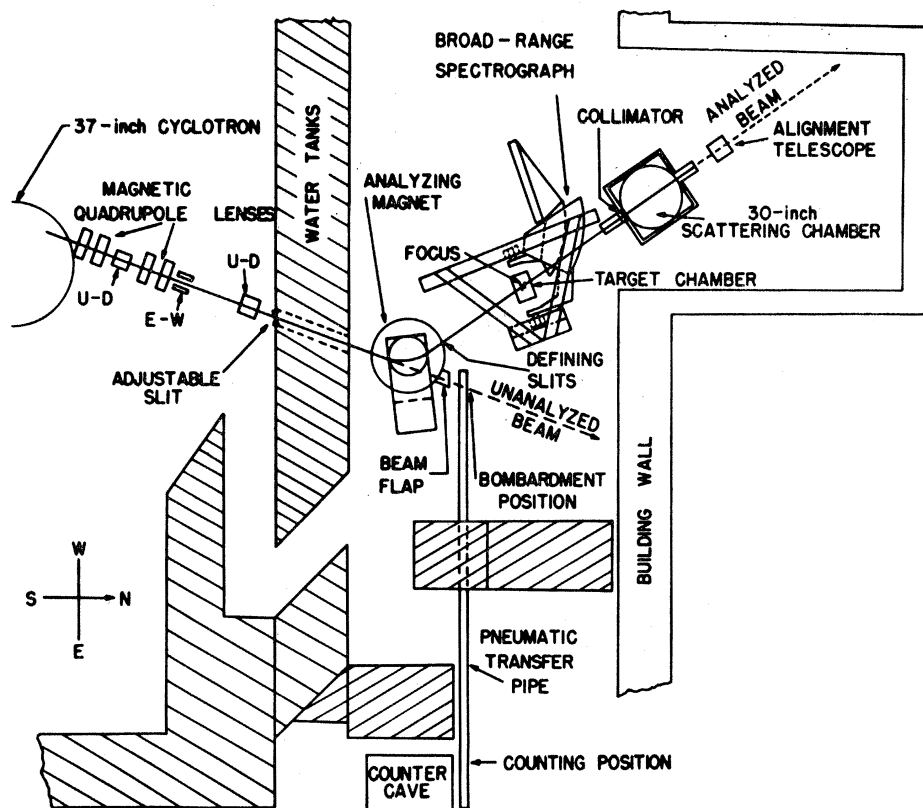 BROAD-RANGE
SPECTROGRAPH
ANALYZED
BEAM
COLLIMATOR
ALIGNMENT
TELESCOPE
37-inch CYCLOTRON
WATER TANKS
ANALYZING
MAGNET
MAGNETIC
QUADRUPOLE LENSES
30-inch
SCATTERING CHAMBER
FOCUS
TARGET CHAMBER
U-D
U-D
E-W
DEFINING
SLITS
ADJUSTABLE
SLIT
UNANALYZED
BEAM
BEAM
FLAP
BOMBARDMENT
POSITION
BUILDING WALL
W
S N
E
PNEUMATIC
TRANSFER
PIPE
COUNTING POSITION
COUNTER
CAVE